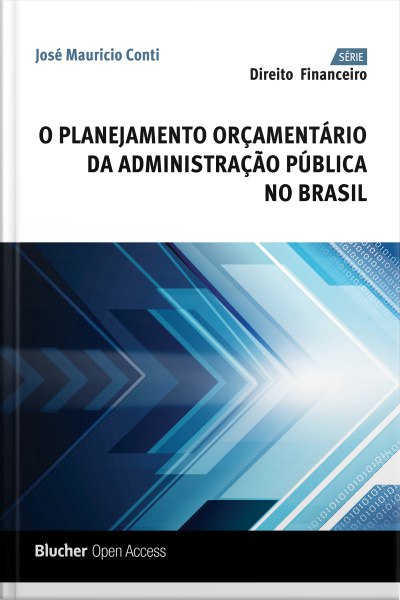 José Mauricio Conti
SÉRIE
Direito Financeiro
O PLANEJAMENTO ORÇAMENTÁRIO
DA ADMINISTRAÇÃO PÚBLICA
NO BRASIL
Blucher Open Access